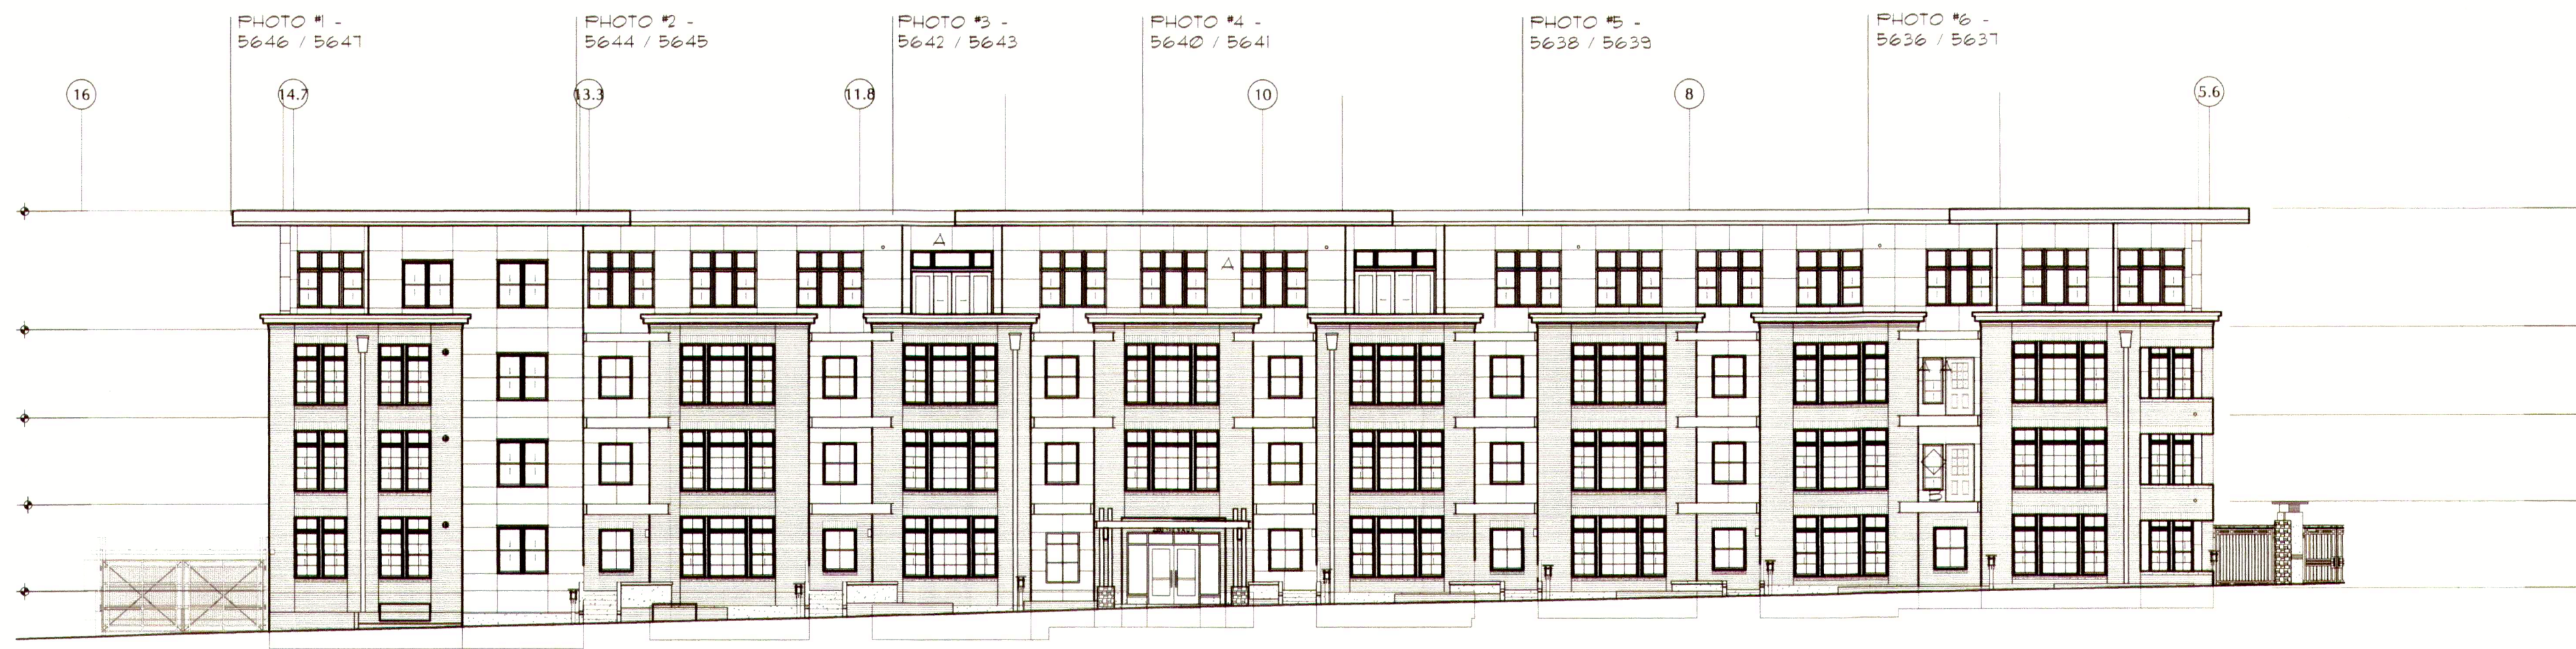 PHOTO #1 -
5646 / 5647
PHOTO #2 -
5644 / 5645
PHOTO #3 -
5642 / 5643
PHOTO #4 -
5640 / 5641
PHOTO #5 -
5638 / 5639
PHOTO #6 -
5636 / 5637
16
14.7
13.3
11.8
10
8
5.6
A
A
A A
B